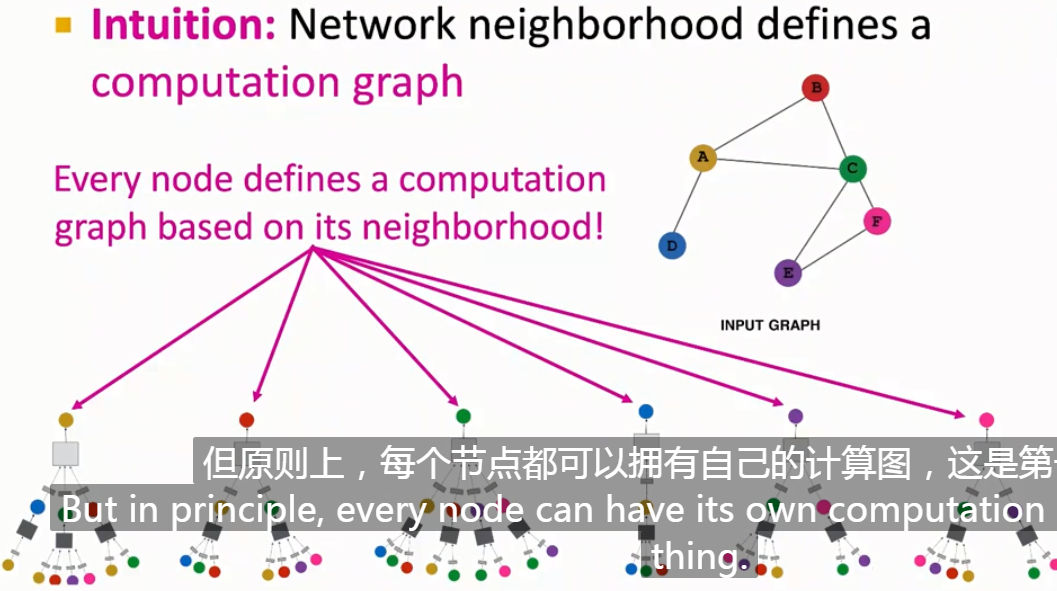 Intuition: Network neighborhood defines a
computation graph
Every node defines a computation
graph based on its neighborhood!
B
A
C
F
D
E
INPUT GRAPH
但原则上，每个节点都可以拥有自己的计算图，这是第
But in principle, every node can have its own computation
thing.